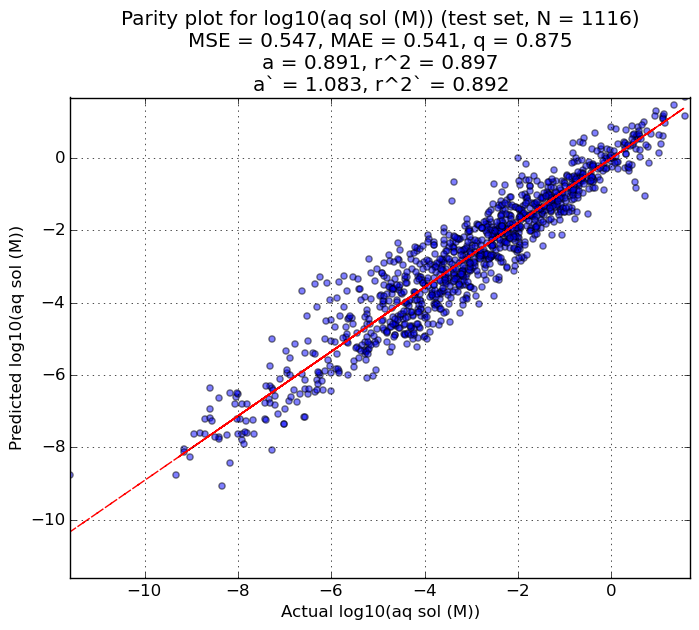 Parity plot for log10(aq sol (M)) (test set, N = 1116)
MSE = 0.547, MAE = 0.541, q = 0.875
a = 0.891, r^2 = 0.897
a` = 1.083, r^2` = 0.892
0
−2
−4
−6
−8
−10
Predicted log10(aq sol (M))
−10 −8 −6 −4 −2 0
Actual log10(aq sol (M))